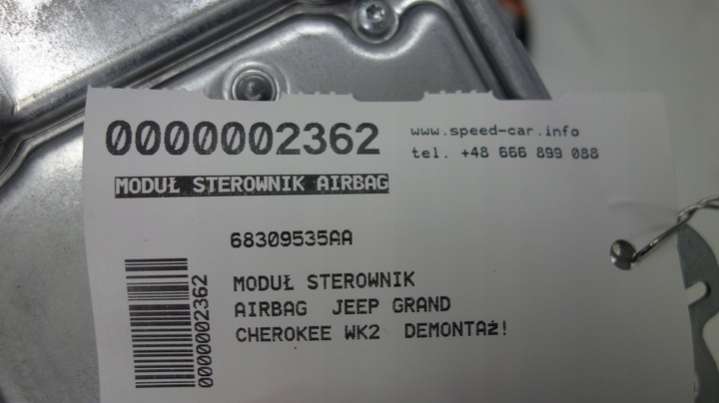 0000002362
www.speed-car.info
tel. +48 666 899 088
MODUŁ STEROWNIK AIRBAG
68309535AA
MODUŁ STEROWNIK
AIRBAG JEEP GRAND
CHEROKEE WK2 DEMONTAż!
0000002362